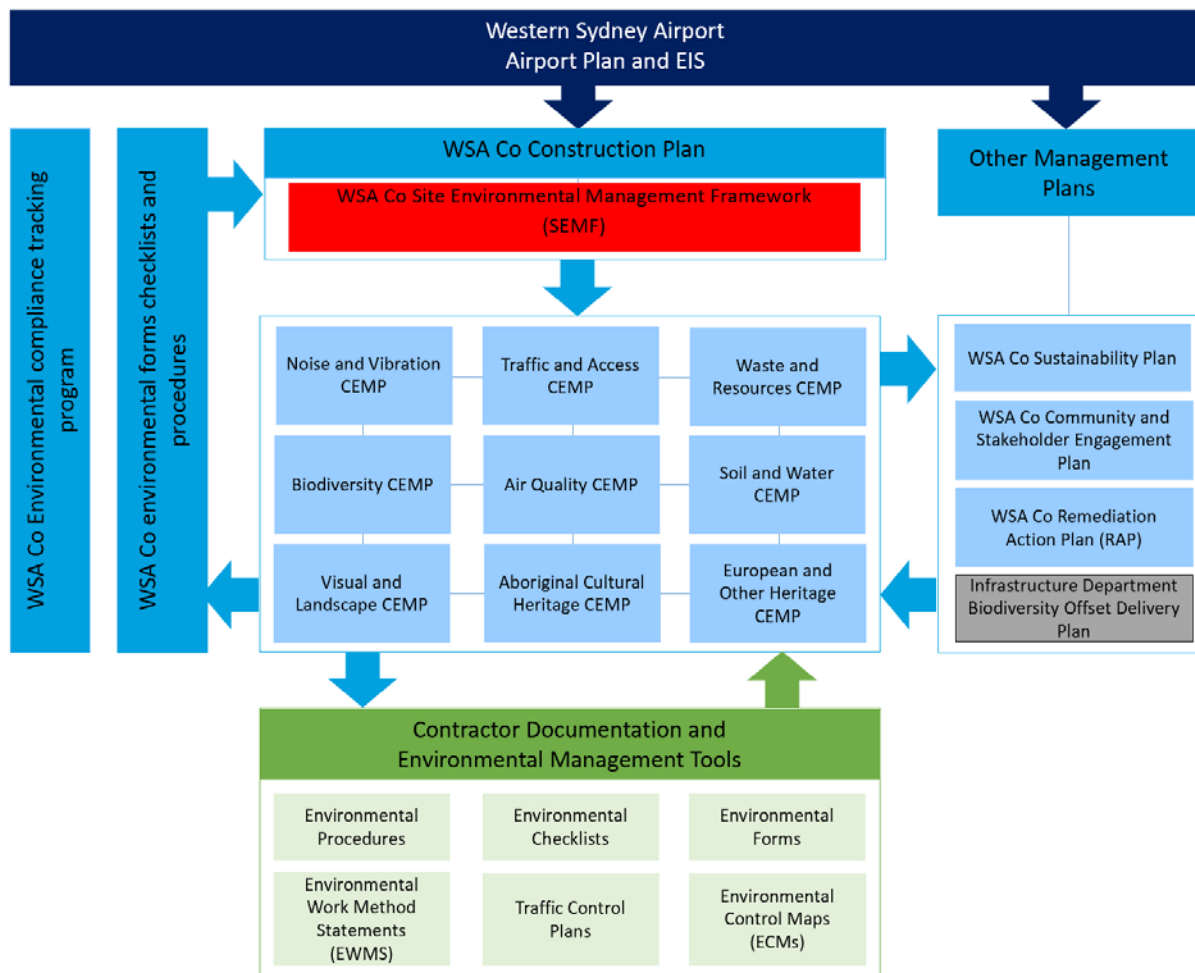 Western Sydney Airport
Airport Plan and EIS
WSA Co Environmental compliance tracking
program
WSA Co environmental forms checklists and
procedures
WSA Co Construction Plan
WSA Co Site Environmental Management Framework
(SEMF)
Other Management
Plans
Noise and Vibration
CEMP
Traffic and Access
CEMP
Waste and
Resources CEMP
Biodiversity CEMP
Air Quality CEMP
Soil and Water
CEMP
Visual and
Landscape CEMP
Aboriginal Cultural
Heritage CEMP
European and
Other Heritage
CEMP
WSA Co Sustainability Plan
WSA Co Community and
Stakeholder Engagement
Plan
WSA Co Remediation
Action Plan (RAP)
Infrastructure Department
Biodiversity Offset Delivery
Plan
Contractor Documentation and
Environmental Management Tools
Environmental
Procedures
Environmental
Checklists
Environmental
Forms
Environmental
Work Method
Statements
(EWMS)
Traffic Control
Plans
Environmental
Control Maps
(ECMs)